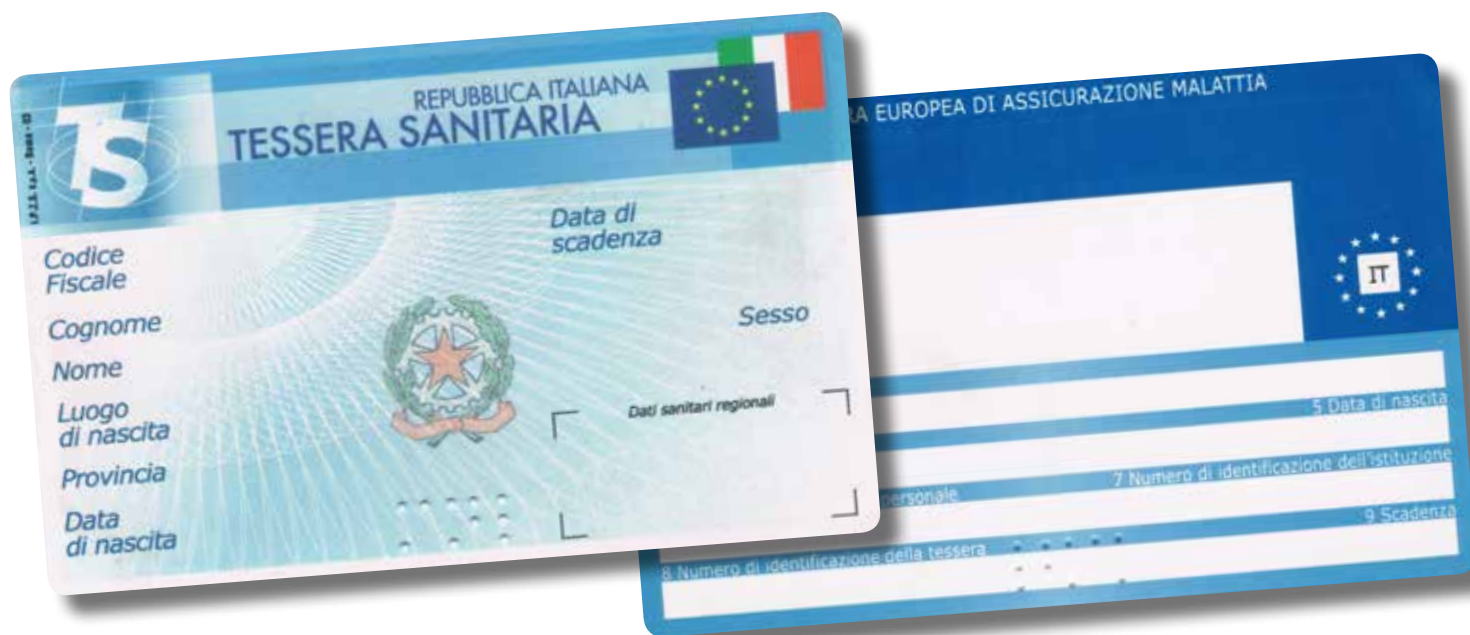 TS
REPUBBLICA ITALIANA
TESSERA SANITARIA
Data di
scadenza
Codice
Fiscale
Cognome
Sesso
Nome
Luogo
di nascita
Dati sanitari regionali
Provincia
Data
di nascita
A EUROPEA DI ASSICURAZIONE MALATTIA
IT
5 Data di nascita
personale
7 Numero di identificazione dell'istituzione
8 Numero di identificazione della tessera
9 Scadenza